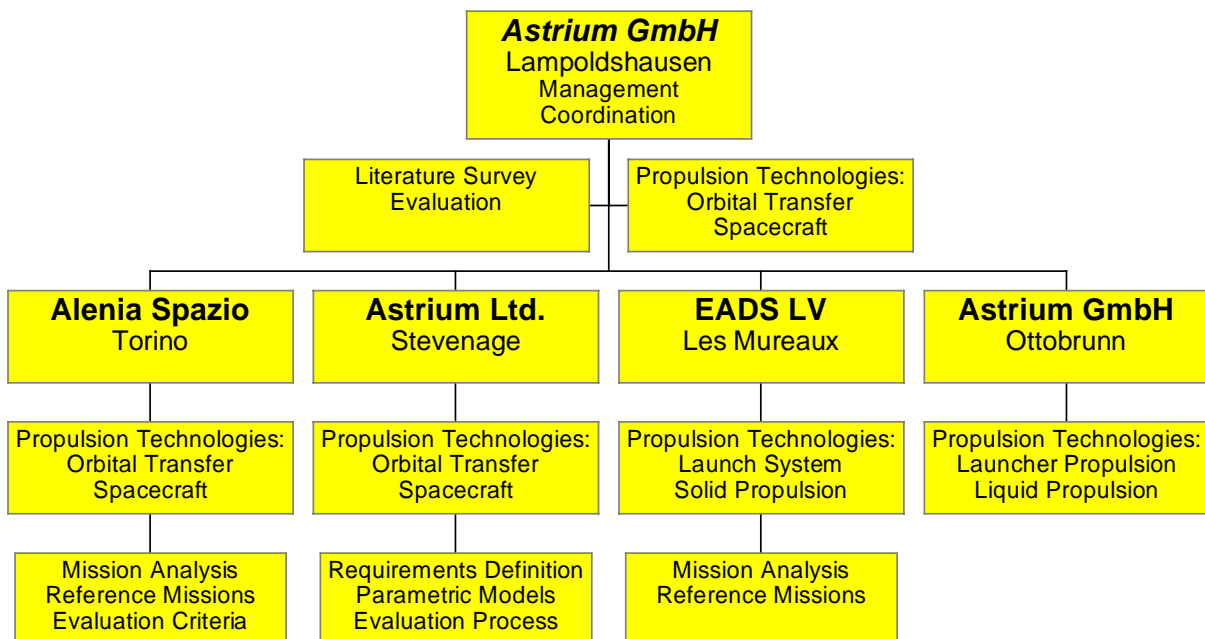 Astrium GmbH
Lampoldshausen
Management
Coordination
Literature Survey
Evaluation
Propulsion Technologies:
Orbital Transfer
Spacecraft
Alenia Spazio
Torino
Astrium Ltd.
Stevenage
EADS LV
Les Mureaux
Astrium GmbH
Ottobrunn
Propulsion Technologies:
Orbital Transfer
Spacecraft
Propulsion Technologies:
Orbital Transfer
Spacecraft
Propulsion Technologies:
Launch System
Solid Propulsion
Propulsion Technologies:
Launcher Propulsion
Liquid Propulsion
Mission Analysis
Reference Missions
Evaluation Criteria
Requirements Definition
Parametric Models
Evaluation Process
Mission Analysis
Reference Missions